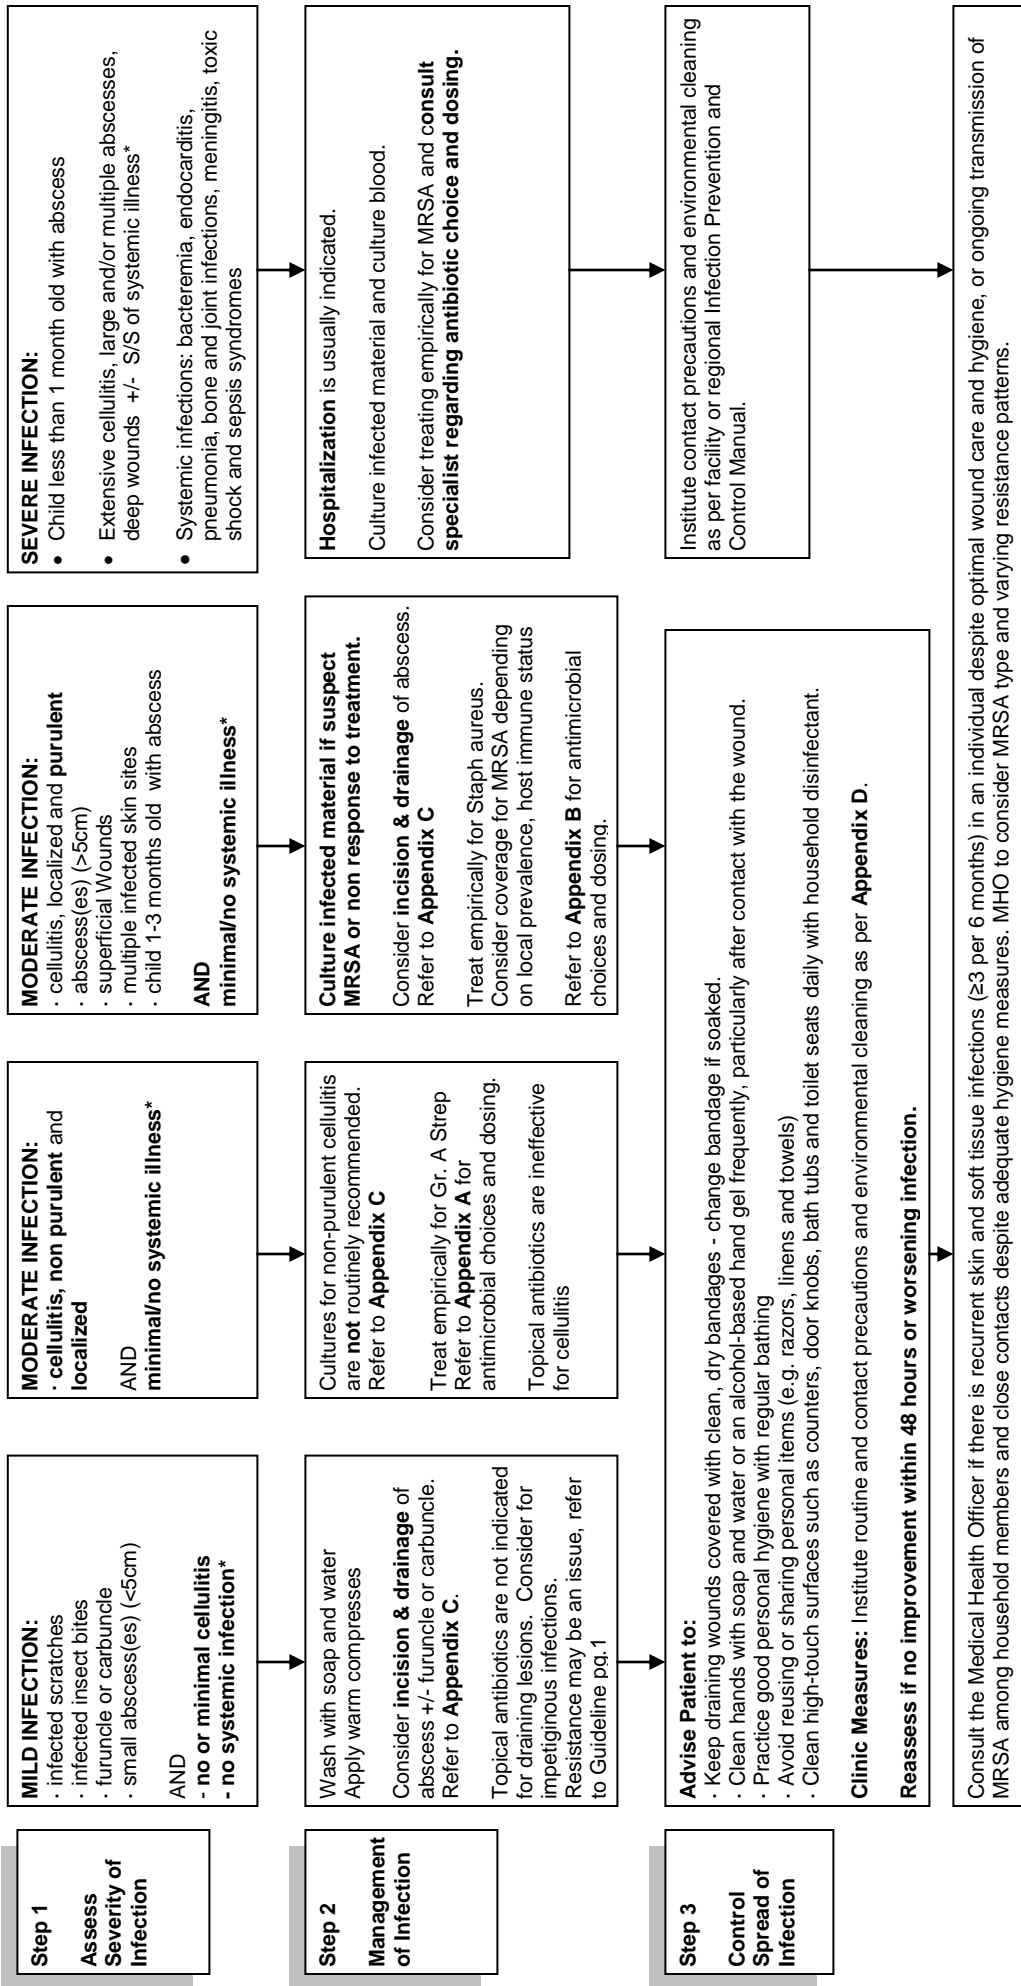 Step 1
Assess
Severity of
Infection
MILD INFECTION:
· infected scratches
· infected insect bites
· furuncle or carbuncle
· small abscess(es) (<5cm)
AND
- no or minimal cellulitis
- no systemic infection*
MODERATE INFECTION:
· cellulitis, non purulent and
localized
AND
minimal/no systemic illness*
MODERATE INFECTION:
· cellulitis, localized and purulent
· abscess(es) (>5cm)
· superficial Wounds
· multiple infected skin sites
· child 1-3 months old with abscess
AND
minimal/no systemic illness*
SEVERE INFECTION:
• Child less than 1 month old with abscess
• Extensive cellulitis, large and/or multiple abscesses,
deep wounds +/- S/S of systemic illness*
• Systemic infections: bacteremia, endocarditis,
pneumonia, bone and joint infections, meningitis, toxic
shock and sepsis syndromes
Step 2
Management
of Infection
Wash with soap and water
Apply warm compresses
Consider incision & drainage of
abscess +/- furuncle or carbuncle.
Refer to Appendix C.
Topical antibiotics are not indicated
for draining lesions. Consider for
impetiginous infections.
Resistance may be an issue, refer
to Guideline pg.1
Cultures for non-purulent cellulitis
are not routinely recommended.
Refer to Appendix C
Treat empirically for Gr. A Strep
Refer to Appendix A for
antimicrobial choices and dosing.
Topical antibiotics are ineffective
for cellulitis
Culture infected material if suspect
MRSA or non response to treatment.
Consider incision & drainage of abscess.
Refer to Appendix C
Treat empirically for Staph aureus.
Consider coverage for MRSA depending
on local prevalence, host immune status
Refer to Appendix B for antimicrobial
choices and dosing.
Hospitalization is usually indicated.
Culture infected material and culture blood.
Consider treating empirically for MRSA and consult
specialist regarding antibiotic choice and dosing.
Step 3
Control
Spread of
Infection
Advise Patient to:
· Keep draining wounds covered with clean, dry bandages - change bandage if soaked.
· Clean hands with soap and water or an alcohol-based hand gel frequently, particularly after contact with the wound.
· Practice good personal hygiene with regular bathing
· Avoid reusing or sharing personal items (e.g. razors, linens and towels)
· Clean high-touch surfaces such as counters, door knobs, bath tubs and toilet seats daily with household disinfectant.
Clinic Measures: Institute routine and contact precautions and environmental cleaning as per Appendix D.
Reassess if no improvement within 48 hours or worsening infection.
Institute contact precautions and environmental cleaning
as per facility or regional Infection Prevention and
Control Manual.
Consult the Medical Health Officer if there is recurrent skin and soft tissue infections (≥3 per 6 months) in an individual despite optimal wound care and hygiene, or ongoing transmission of
MRSA among household members and close contacts despite adequate hygiene measures. MHO to consider MRSA type and varying resistance patterns.